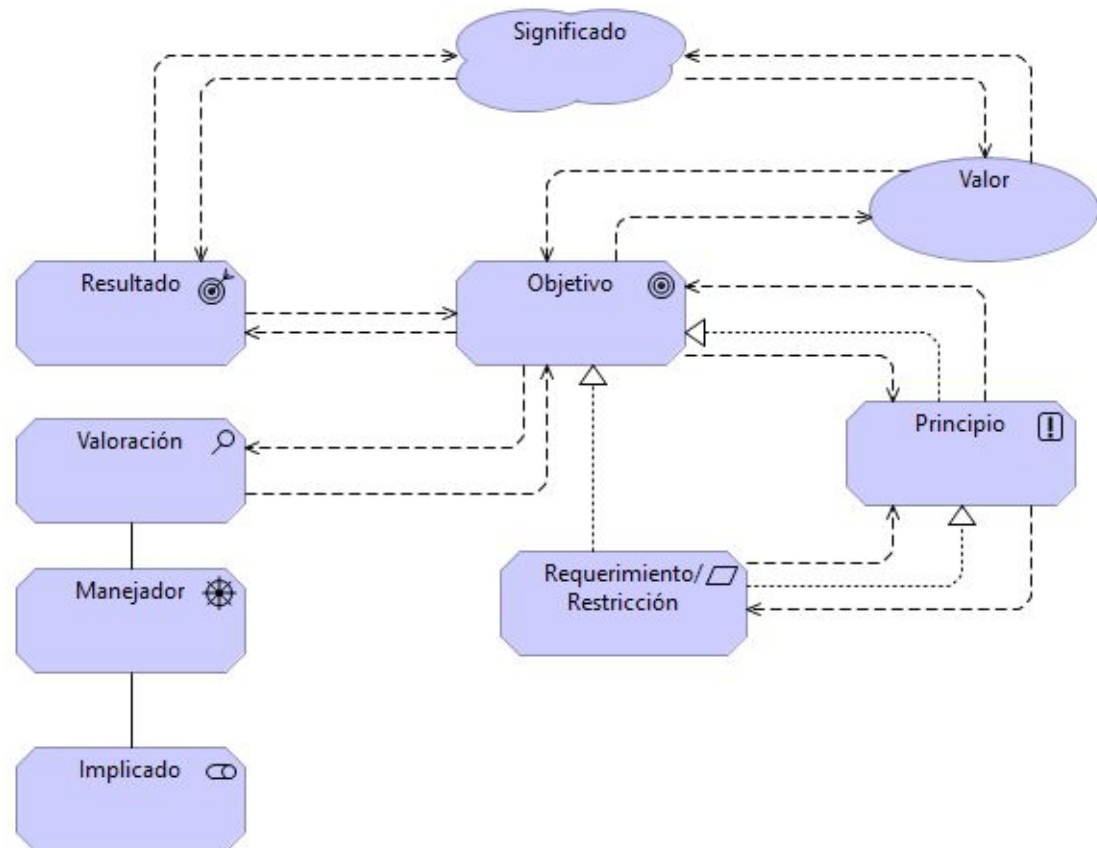 Significado
Valor
Resultado
Objetivo
Valoración
Principio
Manejador
Requerimiento/
Restricción
Implicado